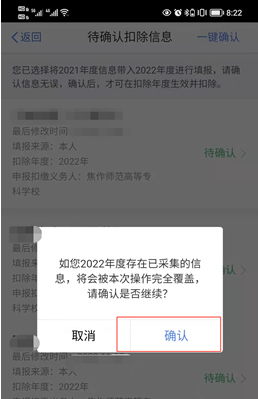 8:22
返回
待确认扣除信息
一键确认
您已选择将2021年度信息带入2022年度进行填报，请确
认信息无误，确认后，才可在扣除年度生效并扣除。
最后修改时间
填报来源：本人
扣除年度：2022年
申报扣缴义务人：焦作师范高等专
科学校
待确认
如您2022年度存在已采集的信
息，将会被本次操作完全覆盖，
请确认是否继续？
取消
确认
最后修改时间
填报来源：本人
扣除年度：2022年
待确认